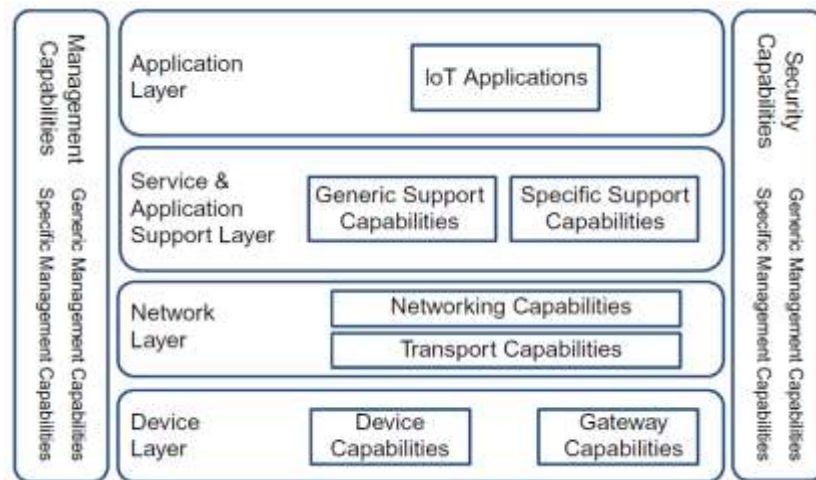 Management
Capabilities
Generic Management Capabilities
Specific Management Capabilities
Application
Layer
IoT Applications
Service &
Application
Support Layer
Generic Support
Capabilities
Specific Support
Capabilities
Network
Layer
Networking Capabilities
Transport Capabilities
Device
Layer
Device
Capabilities
Gateway
Capabilities
Security
Capabilities
Generic Management Capabilities
Specific Management Capabilities